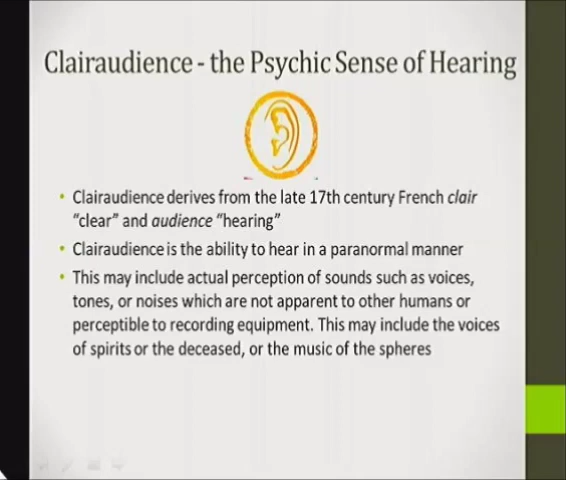 Clairaudience - the Psychic Sense of Hearing
• Clairaudience derives from the late 17th century French clair
"clear" and audience "hearing"
• Clairaudience is the ability to hear in a paranormal manner
• This may include actual perception of sounds such as voices,
tones, or noises which are not apparent to other humans or
perceptible to recording equipment. This may include the voices
of spirits or the deceased, or the music of the spheres